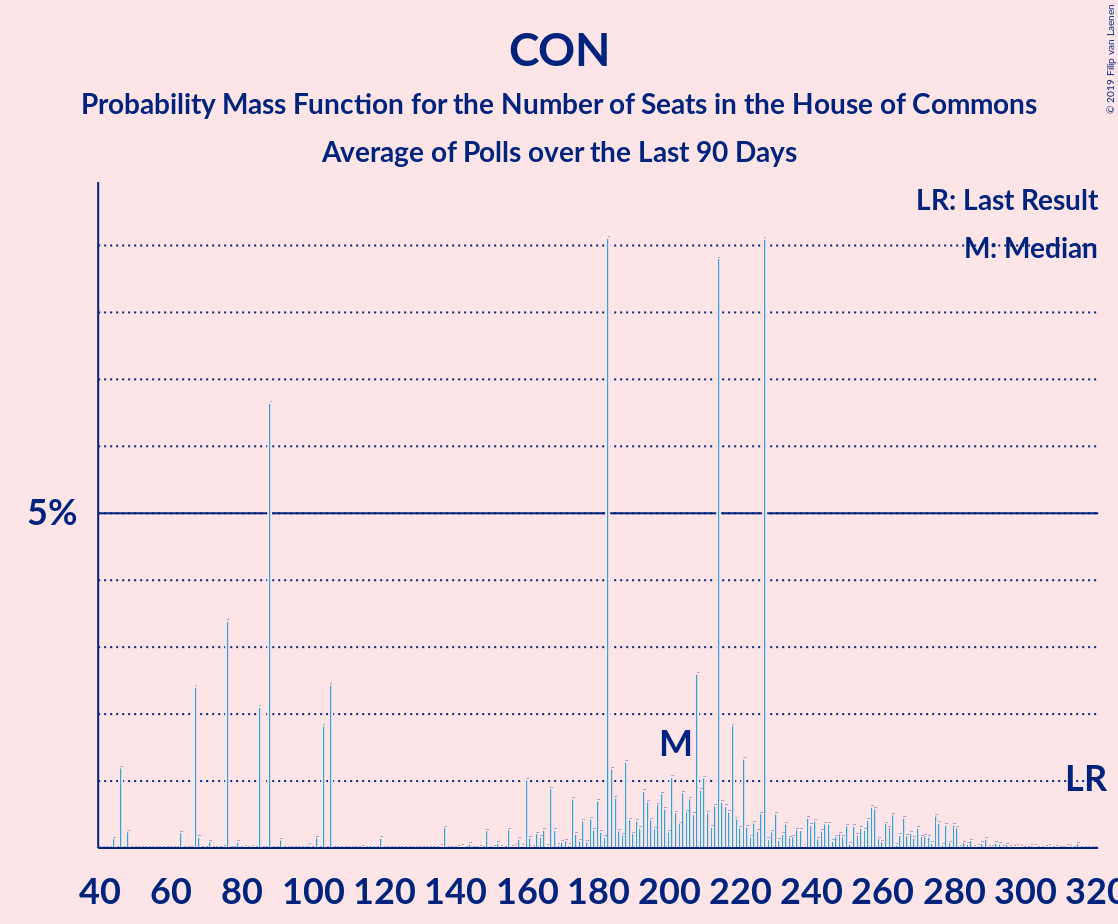 CON
Probability Mass Function for the Number of Seats in the House of Commons
Average of Polls over the Last 90 Days
© 2019 Filip van Laenen
LR: Last Result
M: Median
5%
M
LR
40 60 80 100 120 140 160 180 200 220 240 260 280 300 320